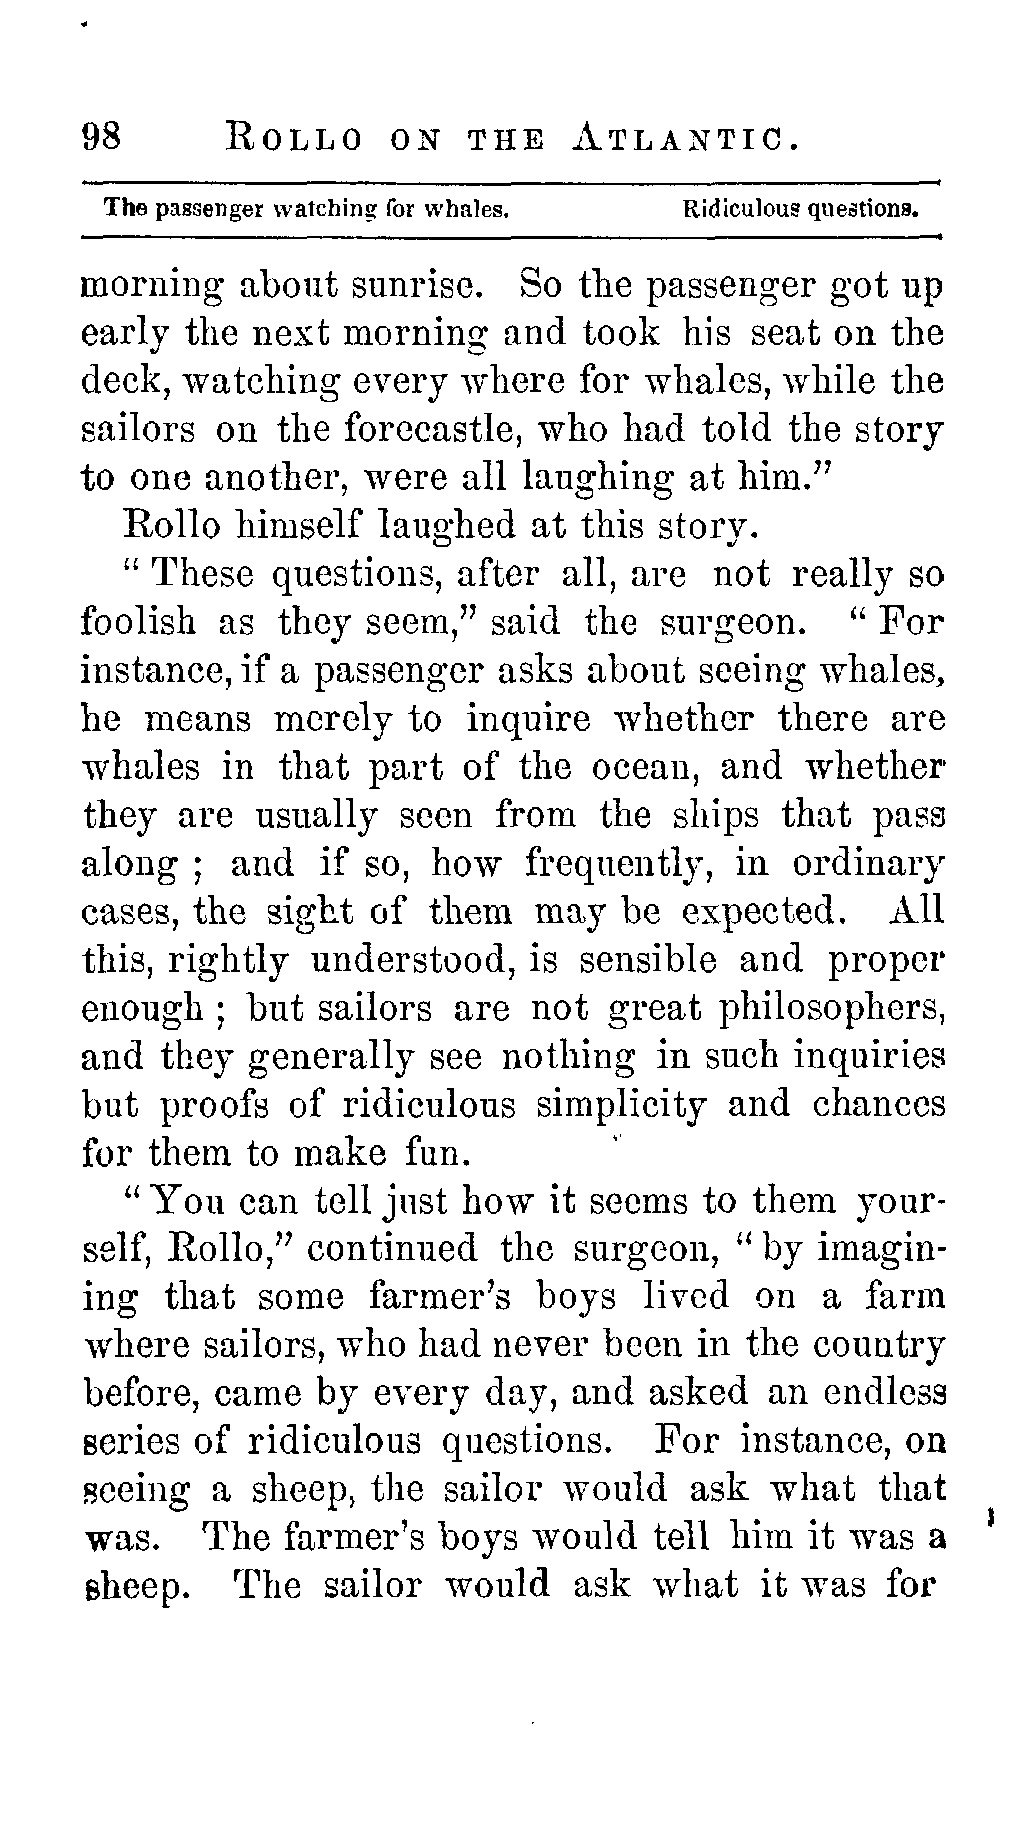 98 ROLLO ON THE ATLANTIC.
The passenger watching for whales. Ridiculous questions.
morning about sunrise. So the passenger got up
early the next morning and took his seat on the
deck, watching every where for whales, while the
sailors on the forecastle, who had told the story
to one another, were all laughing at him.”
Rollo himself laughed at this story.
“ These questions, after all, are not really so
foolish as they seem,” said the surgeon. “ For
instance, if a passenger asks about seeing whales,
he means merely to inquire whether there are
whales in that part of the ocean, and whether
they are usually seen from the ships that pass
along ; and if so, how frequently, in ordinary
cases, the sight of them may be expected. All
this, rightly understood, is sensible and proper
enough ; but sailors are not great philosophers,
and they generally see nothing in such inquiries
but proofs of ridiculous simplicity and chances
for them to make fun.
“ You can tell just how it seems to them your-
self, Rollo,” continued the surgeon, “ by imagin-
ing that some farmer’s boys lived on a farm
where sailors, who had never been in the country
before, came by every day, and asked an endless
series of ridiculous questions. For instance, on
seeing a sheep, the sailor would ask what that
was. The farmer’s boys would tell him it was a
sheep. The sailor would ask what it was for